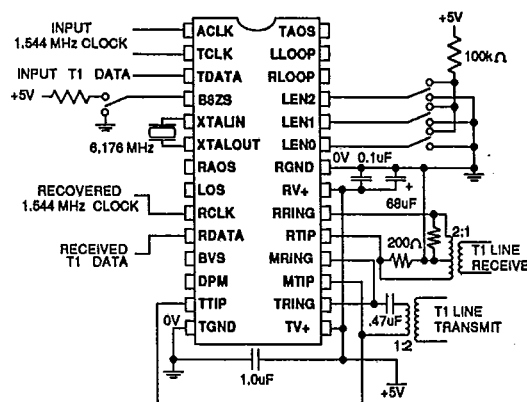 INPUT
1.544 MHz CLOCK
INPUT T1 DATA
+5V
6.176 MHz
RECOVERED
1.544 MHz CLOCK
RECEIVED
T1 DATA
0V
1.0uF
ACLK
TCLK
TDATA
B8ZS
XTALIN
XTALOUT
RAOS
LOS
RCLK
RDATA
BVS
DPM
TTIP
TGND
TAOS
LLOOP
RLOOP
LEN2
LEN1
LEN0
RGND
RV+
RRING
RTIP
MRING
MTIP
TRING
TV+
+5V
100kΩ
0V 0.1uF
+
68uF
2:1
200Ω
T1 LINE
RECEIVE
.47uF
T1 LINE
TRANSMIT
1:2
+5V